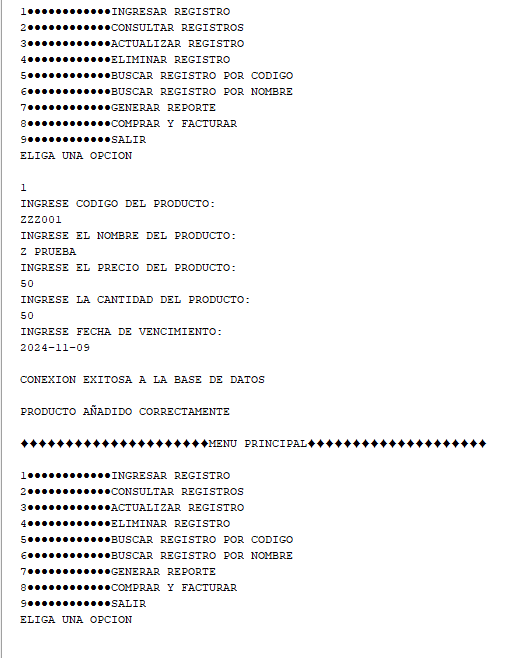 1●●●●●●●●●●●●INGRESAR REGISTRO
2●●●●●●●●●●●●CONSULTAR REGISTROS
3●●●●●●●●●●●●ACTUALIZAR REGISTRO
4●●●●●●●●●●●●ELIMINAR REGISTRO
5●●●●●●●●●●●●BUSCAR REGISTRO POR CODIGO
6●●●●●●●●●●●●BUSCAR REGISTRO POR NOMBRE
7●●●●●●●●●●●●GENERAR REPORTE
8●●●●●●●●●●●●COMPRAR Y FACTURAR
9●●●●●●●●●●●●SALIR
ELIGA UNA OPCION
1
INGRESE CODIGO DEL PRODUCTO:
ZZZ001
INGRESE EL NOMBRE DEL PRODUCTO:
Z PRUEBA
INGRESE EL PRECIO DEL PRODUCTO:
50
INGRESE LA CANTIDAD DEL PRODUCTO:
50
INGRESE FECHA DE VENCIMIENTO:
2024-11-09
CONEXION EXITOSA A LA BASE DE DATOS
PRODUCTO AÑADIDO CORRECTAMENTE
♦♦♦♦♦♦♦♦♦♦♦♦♦♦♦♦♦♦♦♦♦MENU PRINCIPAL♦♦♦♦♦♦♦♦♦♦♦♦♦♦♦♦♦♦♦♦
1●●●●●●●●●●●●INGRESAR REGISTRO
2●●●●●●●●●●●●CONSULTAR REGISTROS
3●●●●●●●●●●●●ACTUALIZAR REGISTRO
4●●●●●●●●●●●●ELIMINAR REGISTRO
5●●●●●●●●●●●●BUSCAR REGISTRO POR CODIGO
6●●●●●●●●●●●●BUSCAR REGISTRO POR NOMBRE
7●●●●●●●●●●●●GENERAR REPORTE
8●●●●●●●●●●●●COMPRAR Y FACTURAR
9●●●●●●●●●●●●SALIR
ELIGA UNA OPCION